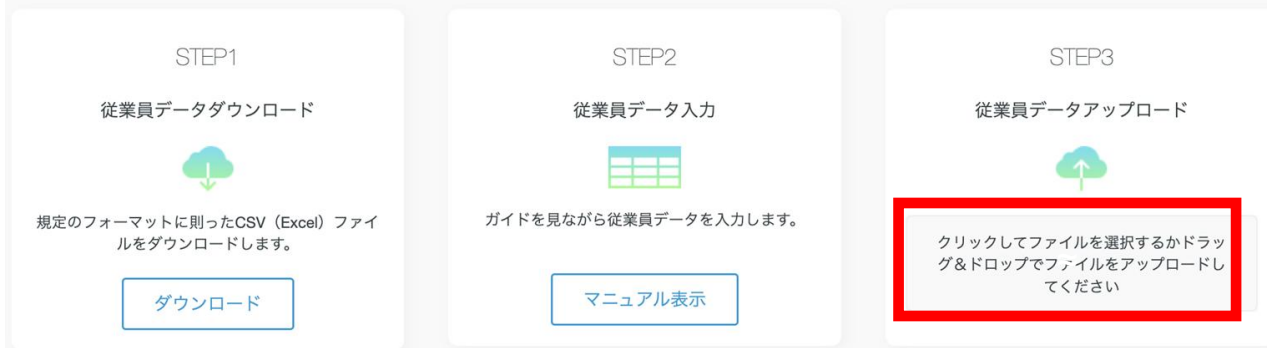 STEP1
従業員データダウンロード
規定のフォーマットに則ったCSV（Excel）ファイ
ルをダウンロードします。
ダウンロード
STEP2
従業員データ入力
ガイドを見ながら従業員データを入力します。
マニュアル表示
STEP3
従業員データアップロード
クリックしてファイルを選択するかドラッ
グ＆ドロップでファイルをアップロードし
てください